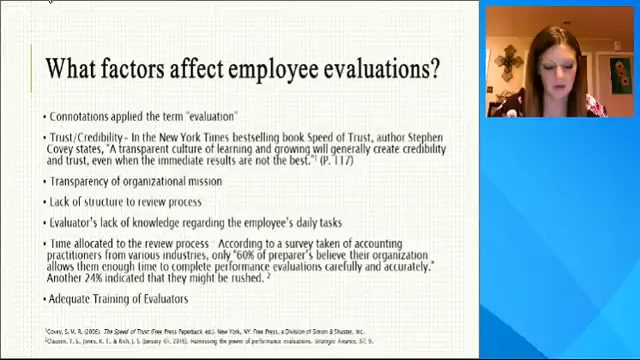 What factors affect employee evaluations?
• Connotations applied the term "evaluation"
• Trust/Credibility - In the New York Times bestselling book Speed of Trust, author Stephen
Covey states, "A transparent culture of learning and growing will generally create credibility
and trust, even when the immediate results are not the best."1 (P. 117)
• Transparency of organizational mission
• Lack of structure to review process
• Evaluator's lack of knowledge regarding the employee's daily tasks
• Time allocated to the review process - According to a survey taken of accounting
practitioners from various industries, only "60% of preparer's believe their organization
allows them enough time to complete performance evaluations carefully and accurately."
Another 24% indicated that they might be rushed. 2
• Adequate Training of Evaluators
1Covey, S. M. R. (2006). The Speed of Trust (Free Press Paperback ed.). New York, NY: Free Press, a Division of Simon & Shuster, Inc.
2Clausen, T. S., Jones, K. T., & Rich, J. S. (January 01, 2016). Harnessing the power of performance evaluations. Strategic Finance, 97, 9.